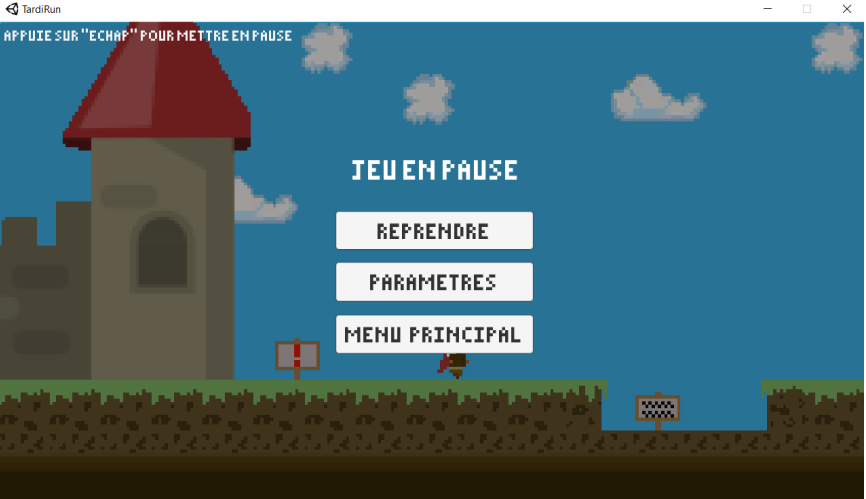 TardiRun
APPUIE SUR "ECHAP" POUR METTRE EN PAUSE
JEU EN PAUSE
REPRENDRE
PARAMETRES
MENU PRINCIPAL